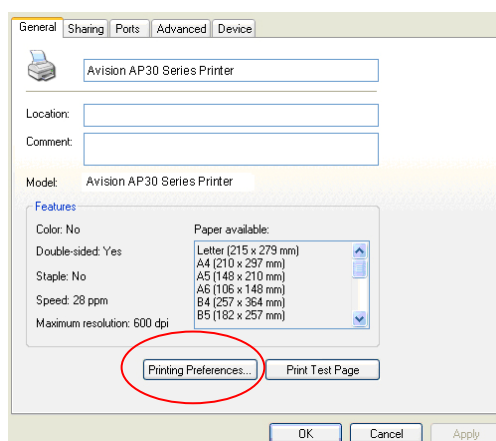 General Sharing Ports Advanced Device
Avision AP30 Series Printer
Location:
Comment:
Model: Avision AP30 Series Printer
Features
Color: No Paper available:
Double-sided: Yes Letter (215 x 279 mm)
A4 (210 x 297 mm)
Staple: No A5 (148 x 210 mm)
A6 (106 x 148 mm)
Speed: 28 ppm B4 (257 x 364 mm)
Maximum resolution: 600 dpi B5 (182 x 257 mm)
Printing Preferences... Print Test Page
OK Cancel Apply